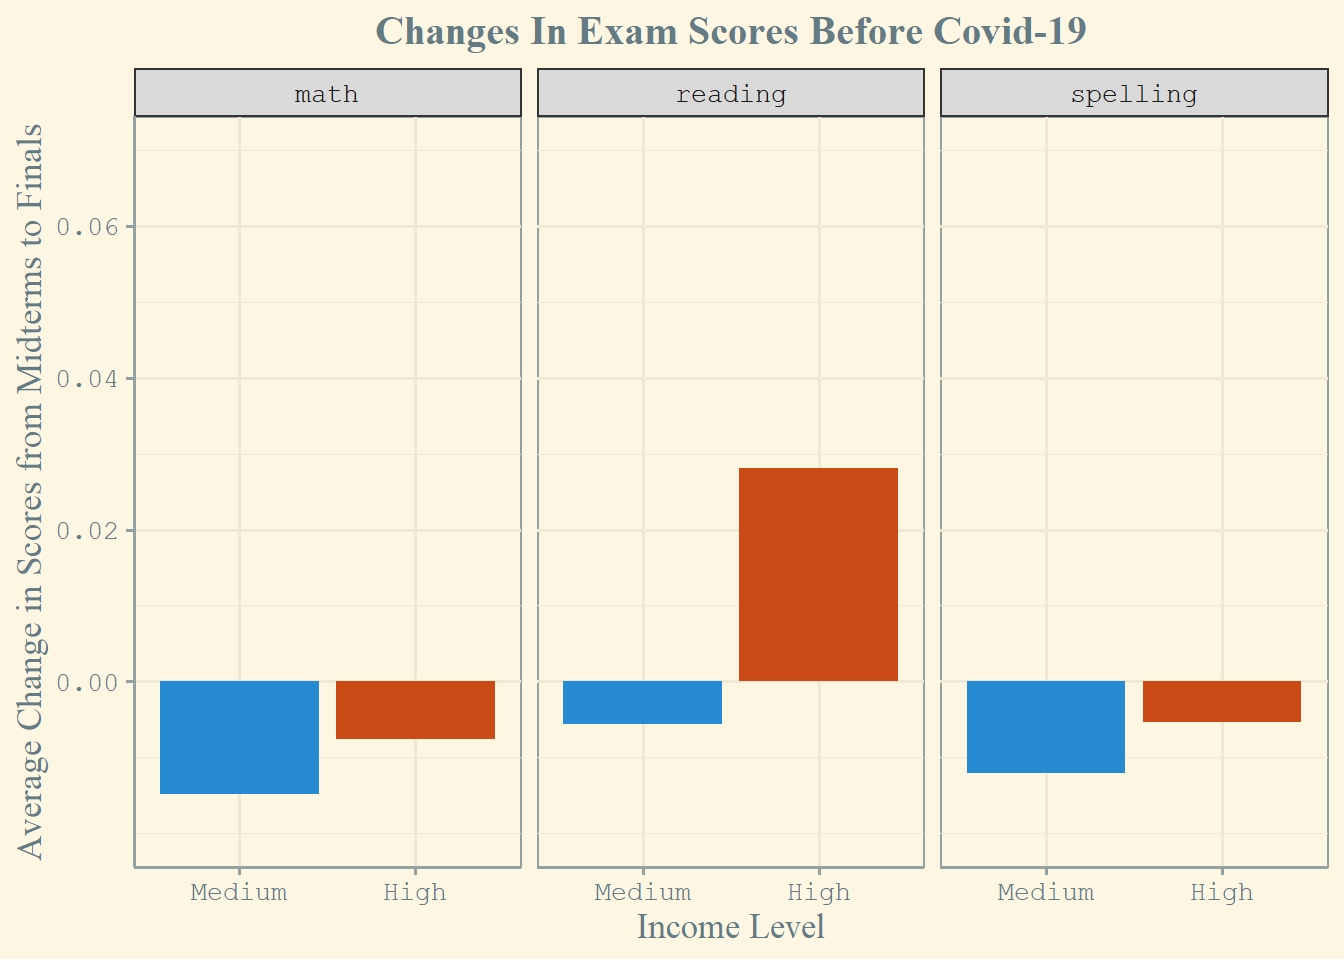 Changes In Exam Scores Before Covid-19
math
reading
spelling
Average Change in Scores from Midterms to Finals
0.06
0.04
0.02
0.00
Medium
High
Medium
High
Medium
High
Income Level